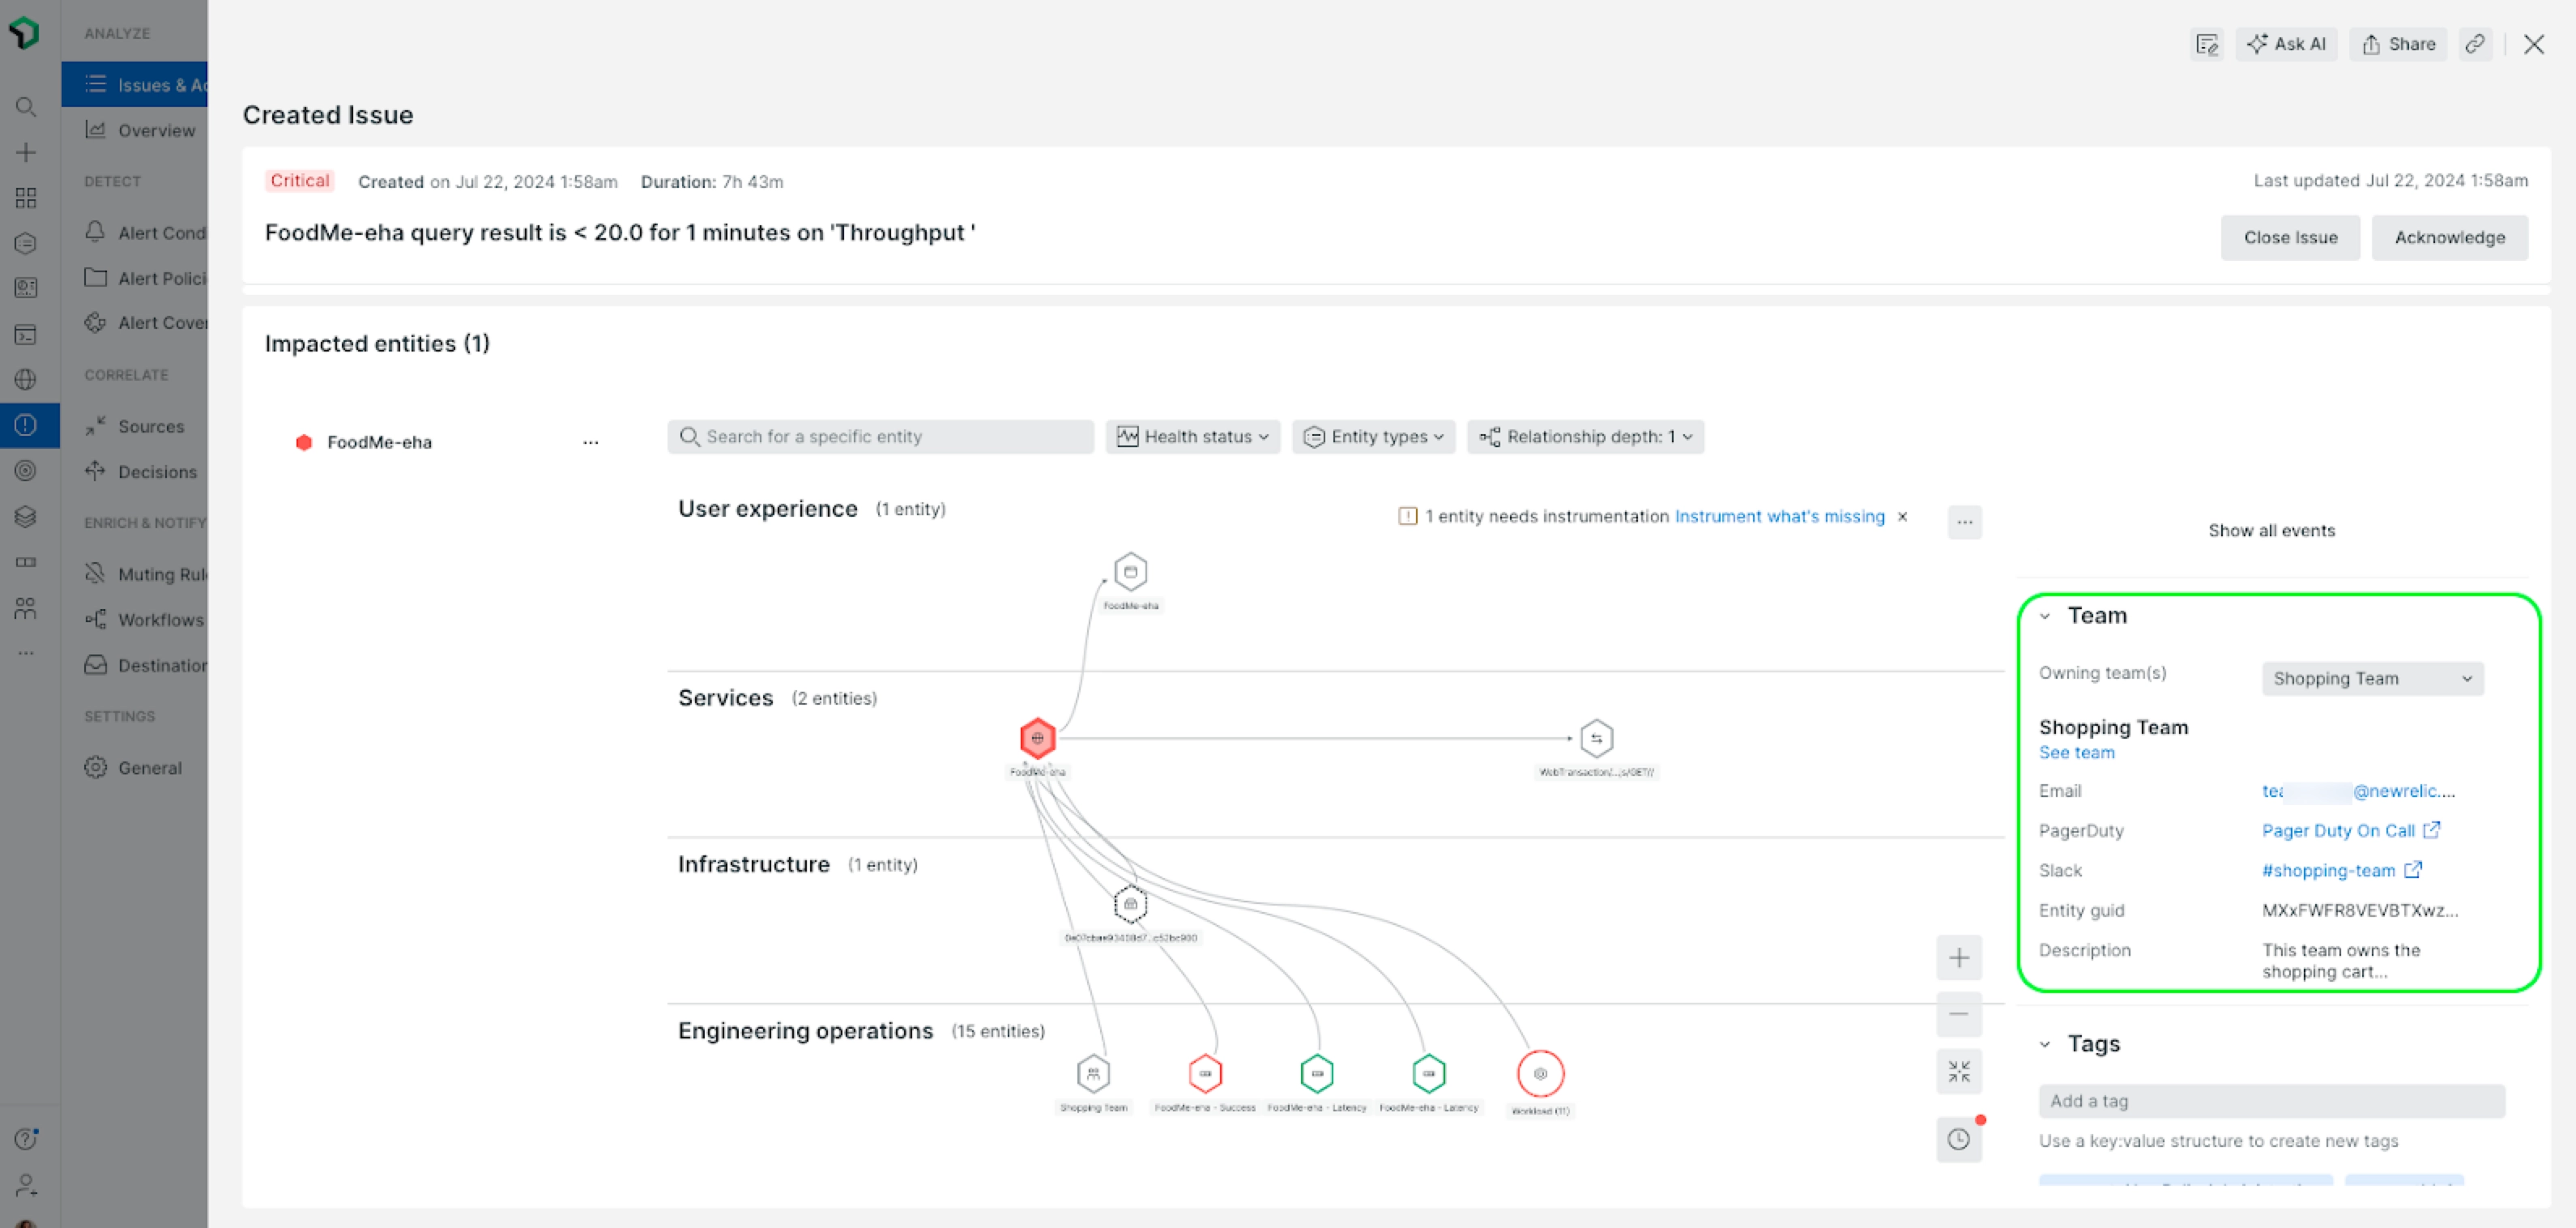 ANALYZE
Issues & Ac
Overview
DETECT
Alert Cond
Alert Polici
Alert Cover
CORRELATE
Sources
Decisions
ENRICH & NOTIFY
Muting Rul
Workflows
Destination
SETTINGS
General
Ask AI
Share
Created Issue
Critical Created on Jul 22, 2024 1:58am Duration: 7h 43m
Last updated Jul 22, 2024 1:58am
FoodMe-eha query result is < 20.0 for 1 minutes on 'Throughput '
Close Issue
Acknowledge
Impacted entities (1)
FoodMe-eha
Search for a specific entity
Health status
Entity types
Relationship depth: 1
User experience (1 entity)
1 entity needs instrumentation Instrument what's missing
FoodMe-eha
Services (2 entities)
FoodMe-eha
WebTransaction/...js/GET//
Infrastructure (1 entity)
Engineering operations (15 entities)
Shopping Team
FoodMe-eha - Success
FoodMe-eha - Latency
FoodMe-eha - Latency
Workload (11)
Show all events
Team
Owning team(s) Shopping Team
Shopping Team
See team
Email tea @newrelic....
PagerDuty Pager Duty On Call
Slack #shopping-team
Entity guid MXxFWFR8VEVBTXwz...
Description This team owns the
shopping cart...
Tags
Add a tag
Use a key:value structure to create new tags